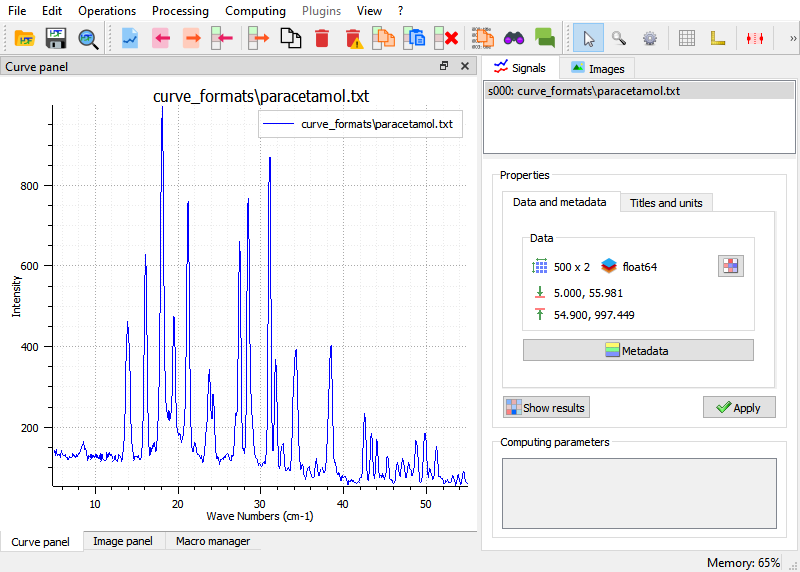 File Edit Operations Processing Computing Plugins View ?
Curve panel
curve_formats\paracetamol.txt
curve_formats\paracetamol.txt
800
600
400
200
Intensity
10 20 30 40 50
Wave Numbers (cm-1)
Curve panel Image panel Macro manager
Signals Images
s000: curve_formats\paracetamol.txt
Properties
Data and metadata Titles and units
Data
500 x 2 float64
5.000, 55.981
54.900, 997.449
Metadata
Show results Apply
Computing parameters
Memory: 65%